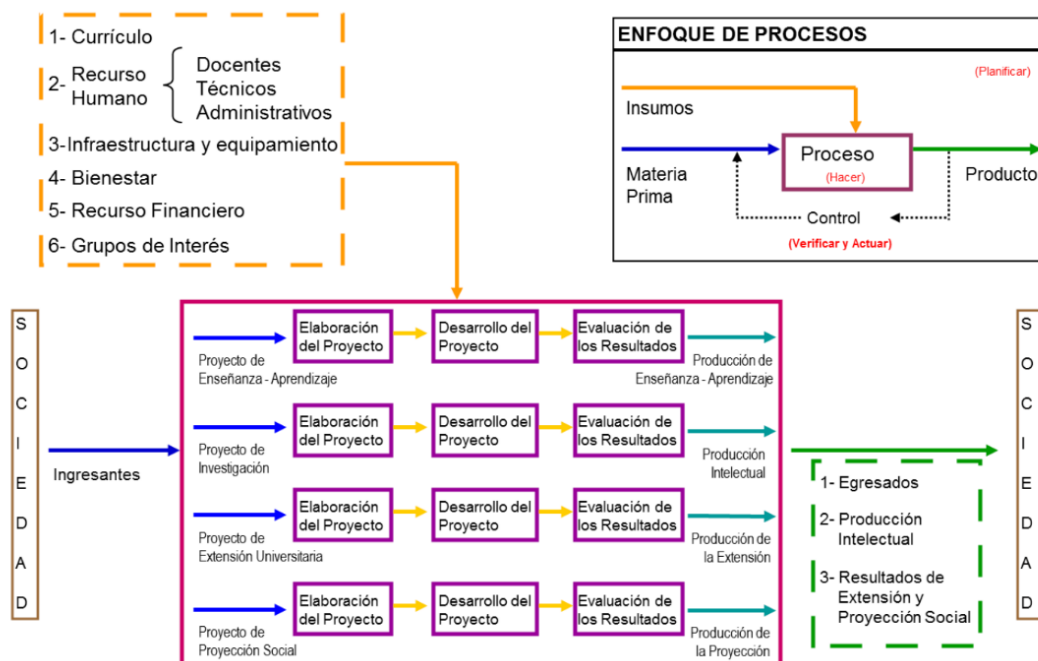 1- Currículo
2- Recurso
Humano
Docentes
Técnicos
Administrativos
3-Infraestructura y equipamiento
4- Bienestar
5- Recurso Financiero
6- Grupos de Interés
ENFOQUE DE PROCESOS
(Planificar)
Insumos
Materia
Prima
Proceso
(Hacer)
Producto
Control
(Verificar y Actuar)
SOCIEDAD
Ingresantes
Proyecto de
Enseñanza - Aprendizaje
Elaboración
del Proyecto
Desarrollo del
Proyecto
Evaluación de
los Resultados
Producción de
Enseñanza - Aprendizaje
Proyecto de
Investigación
Elaboración
del Proyecto
Desarrollo del
Proyecto
Evaluación de
los Resultados
Producción
Intelectual
Proyecto de
Extensión Universitaria
Elaboración
del Proyecto
Desarrollo del
Proyecto
Evaluación de
los Resultados
Producción de
la Extensión
Proyecto de
Proyección Social
Elaboración
del Proyecto
Desarrollo del
Proyecto
Evaluación de
los Resultados
Producción de
la Proyección
1- Egresados
2- Producción
Intelectual
3- Resultados de
Extensión y
Proyección Social
SOCIEDAD